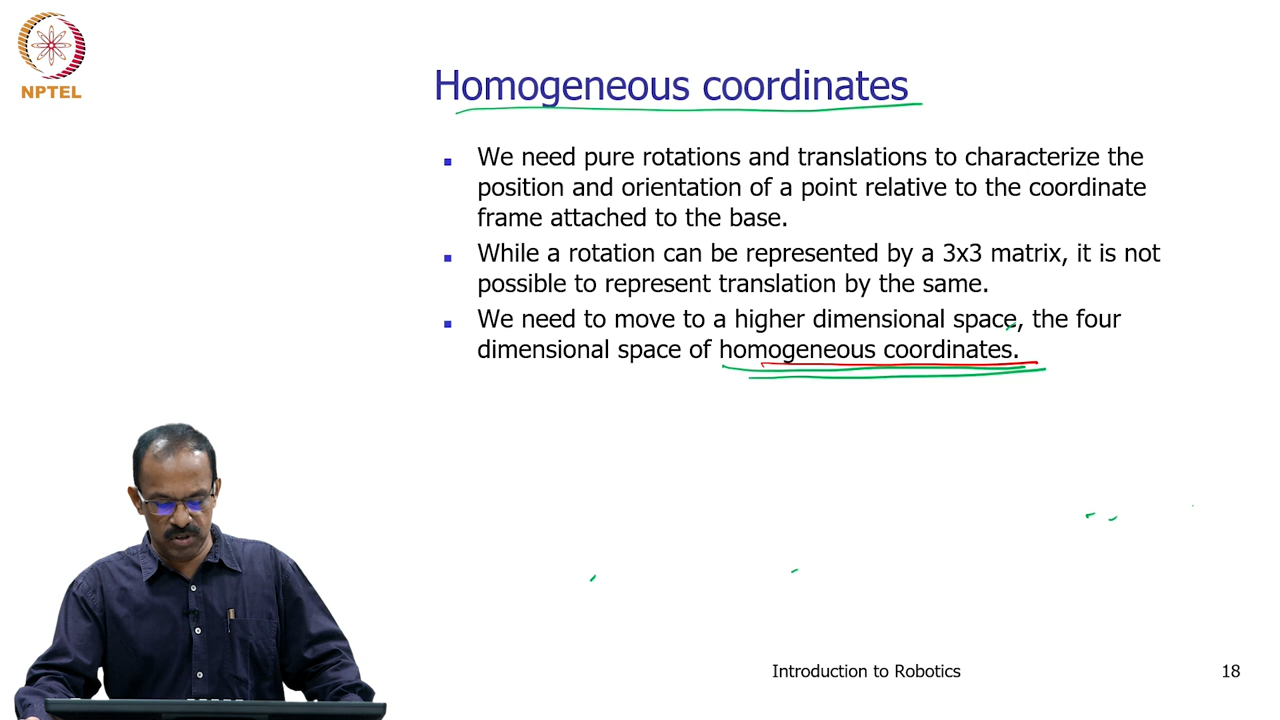 NPTEL
Homogeneous coordinates
We need pure rotations and translations to characterize the
position and orientation of a point relative to the coordinate
frame attached to the base.
While a rotation can be represented by a 3x3 matrix, it is not
possible to represent translation by the same.
We need to move to a higher dimensional space, the four
dimensional space of homogeneous coordinates.
Introduction to Robotics
18